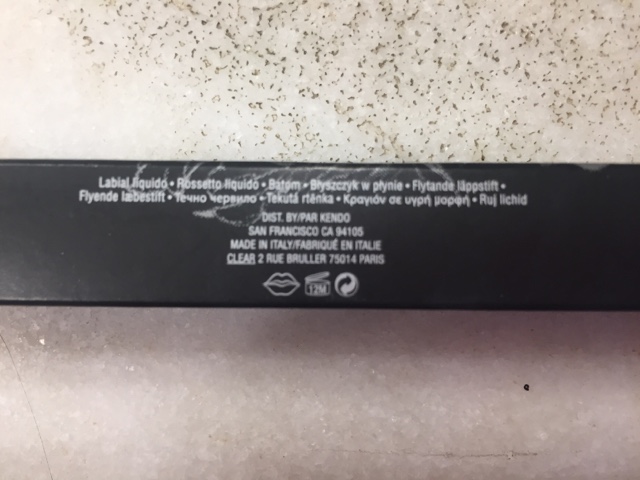 Labial líquido • Rossetto liquido • Batom • Błyszczyk w płynie • Flytande läppstift •
Flyende læbestift • Течно червило • Tekutá rtěnka • Κραγιόν σε υγρή μορφή • Ruj lichid
DIST. BY/PAR KENDO
SAN FRANCISCO CA 94105
MADE IN ITALY/FABRIQUÉ EN ITALIE
CLEAR 2 RUE BRULLER 75014 PARIS
12M